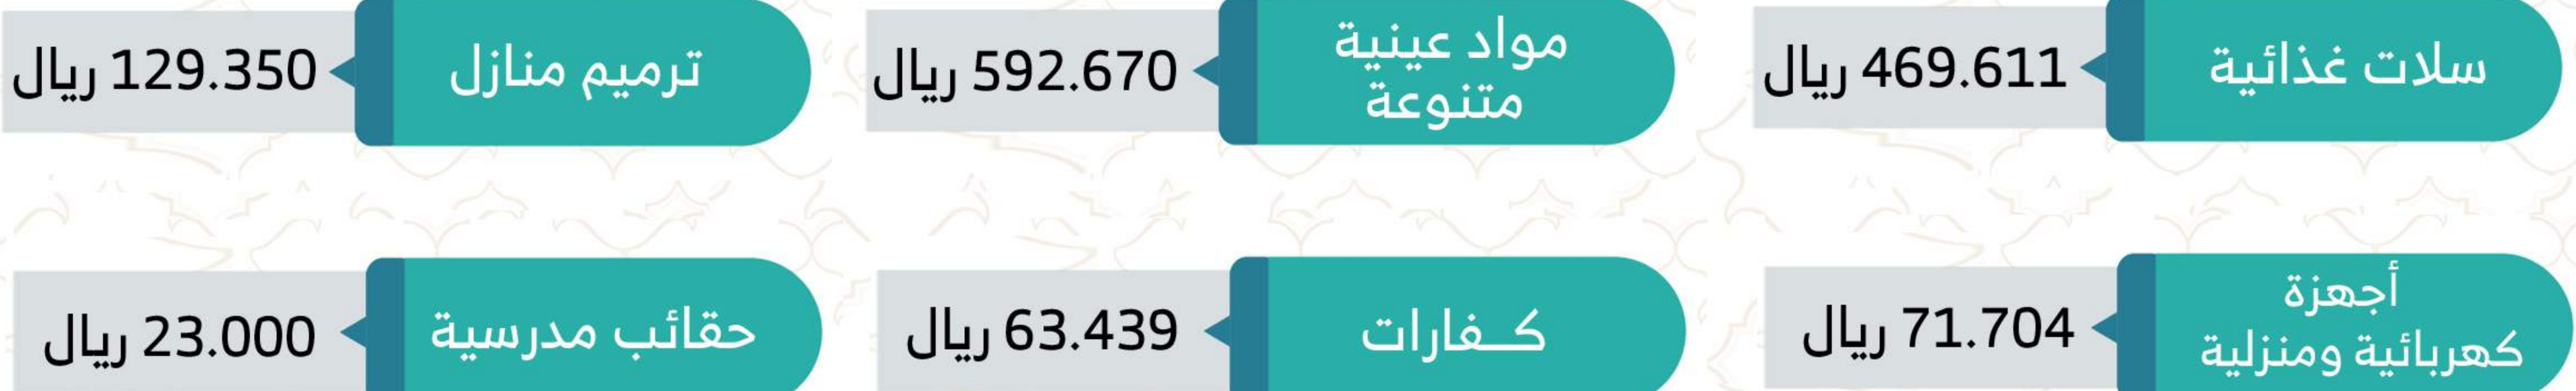 سلات غذائية
469.611 ريال
مواد عينية
متنوعة
592.670 ريال
ترميم منازل
129.350 ريال
أجهزة
كهربائية ومنزلية
71.704 ريال
كـفارات
63.439 ريال
حقائب مدرسية
23.000 ريال